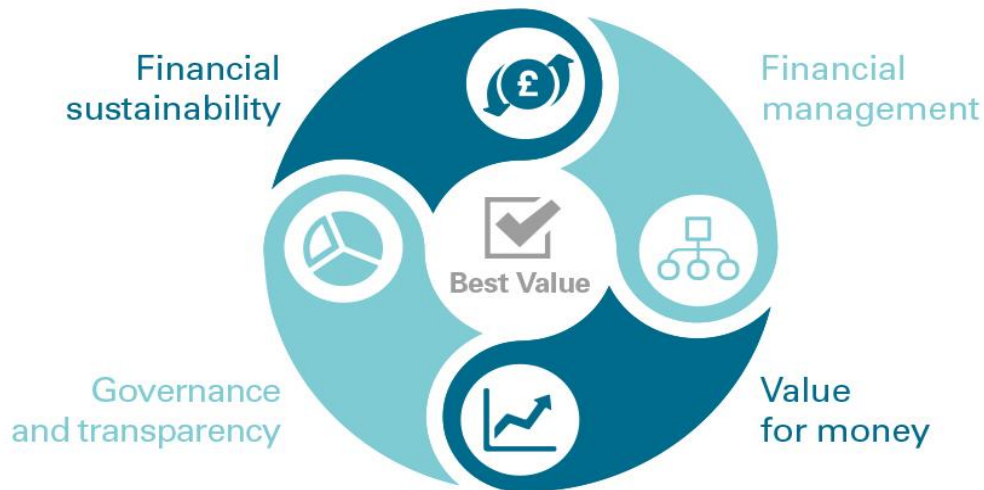 Financial
sustainability
£
Financial
management
Best Value
Governance
and transparency
Value
for money